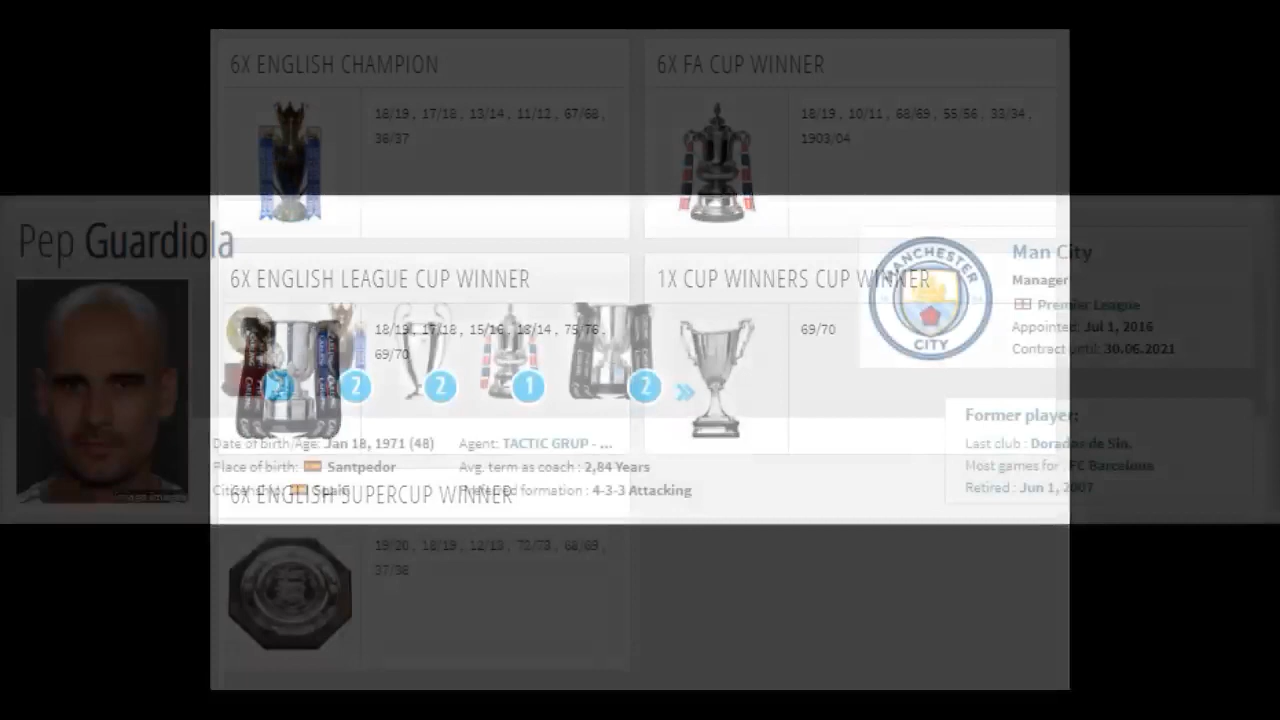 6X ENGLISH CHAMPION
18/19 , 17/18 , 13/14 , 11/12 , 67/68 ,
36/37
6X FA CUP WINNER
18/19 , 10/11 , 68/69 , 55/56 , 33/34 ,
1903/04
Pep Guardiola
6X ENGLISH LEAGUE CUP WINNER
18/19 , 17/18 , 15/16 , 13/14 , 75/76 ,
69/70
1X CUP WINNERS CUP WINNER
69/70
2
2
1
2
»
MANCHESTER
CITY
Man City
Manager
Premier League
Appointed: Jul 1, 2016
Contract until: 30.06.2021
Date of birth/Age: Jan 18, 1971 (48)
Place of birth: Santpedor
Citizenship: Spain
Agent: TACTIC GRUP - ...
Avg. term as coach : 2,84 Years
Preferred formation : 4-3-3 Attacking
Former player:
Last club : Dorados de Sin.
Most games for : FC Barcelona
Retired : Jun 1, 2007
imago images
6X ENGLISH SUPERCUP WINNER
19/20 , 18/19 , 12/13 , 72/73 , 68/69 ,
37/38